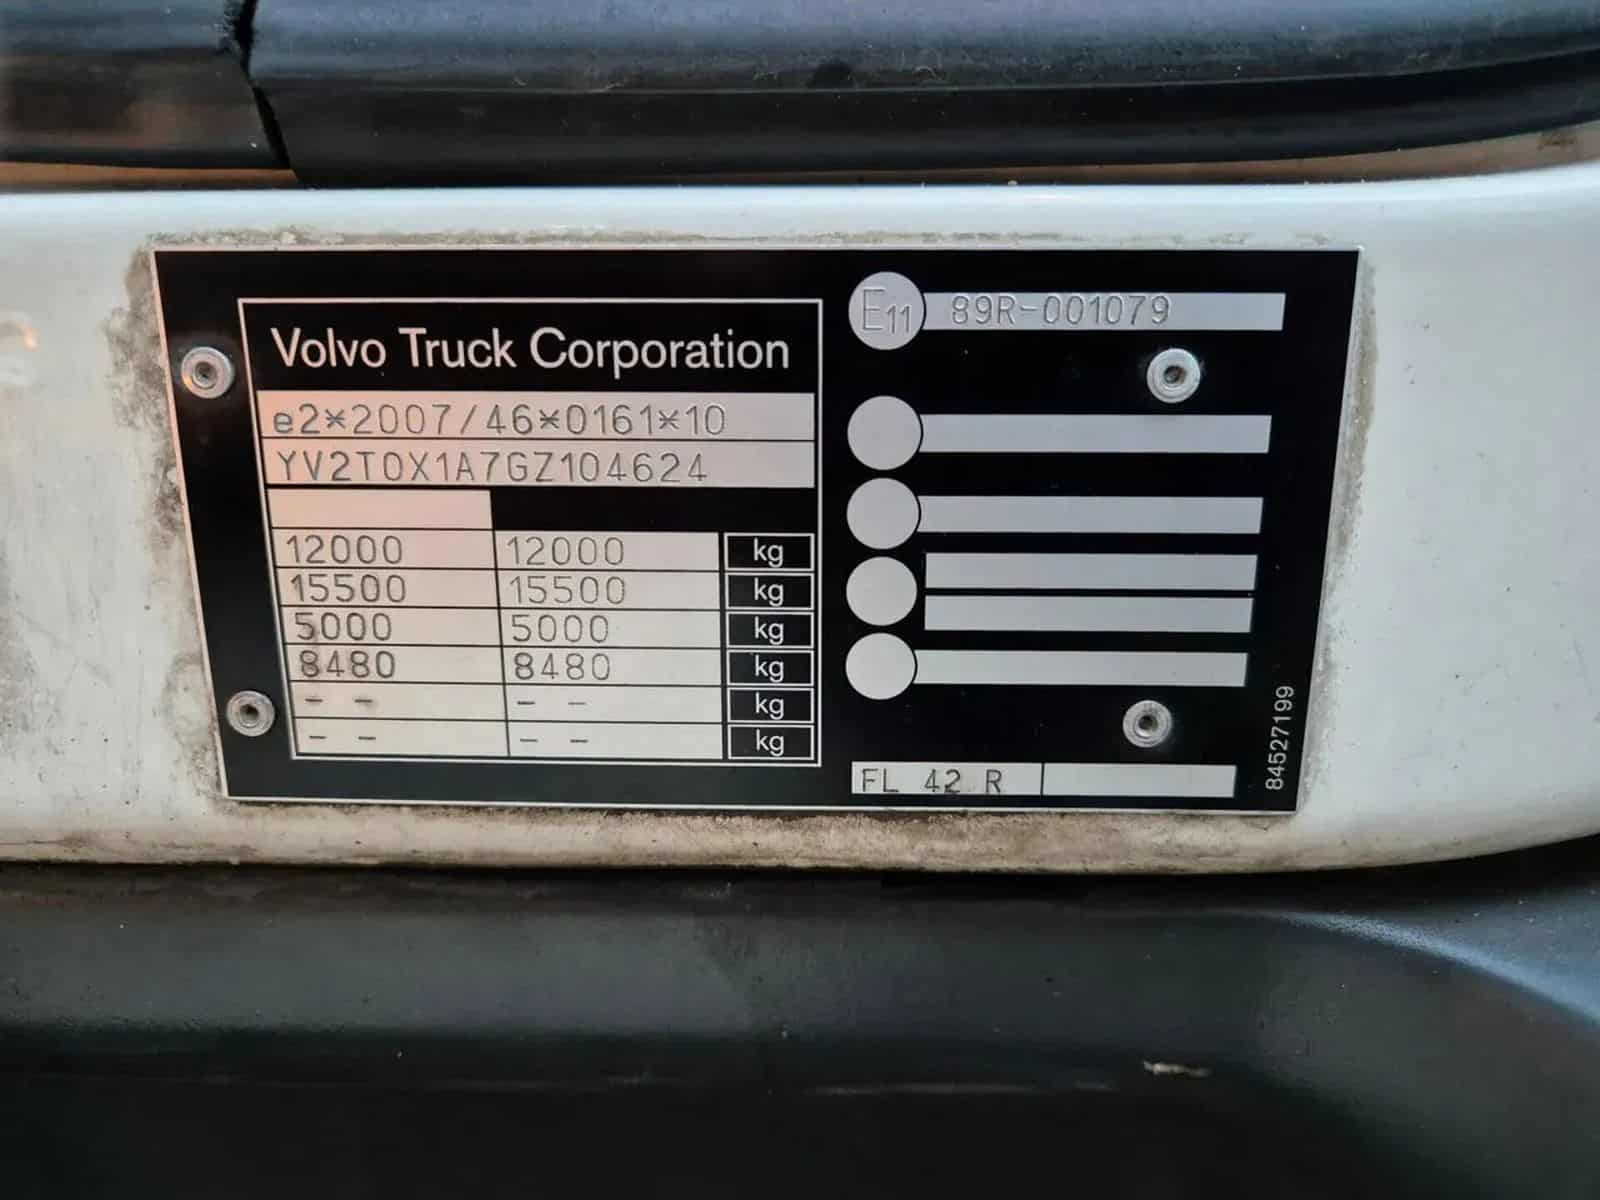 Volvo Truck Corporation
e2*2007/46*0161*10
YV2T0X1A7GZ104624
12000 12000 kg
15500 15500 kg
5000 5000 kg
8480 8480 kg
-- -- kg
-- -- kg
E11 89R-001079
FL 42 R
84527199